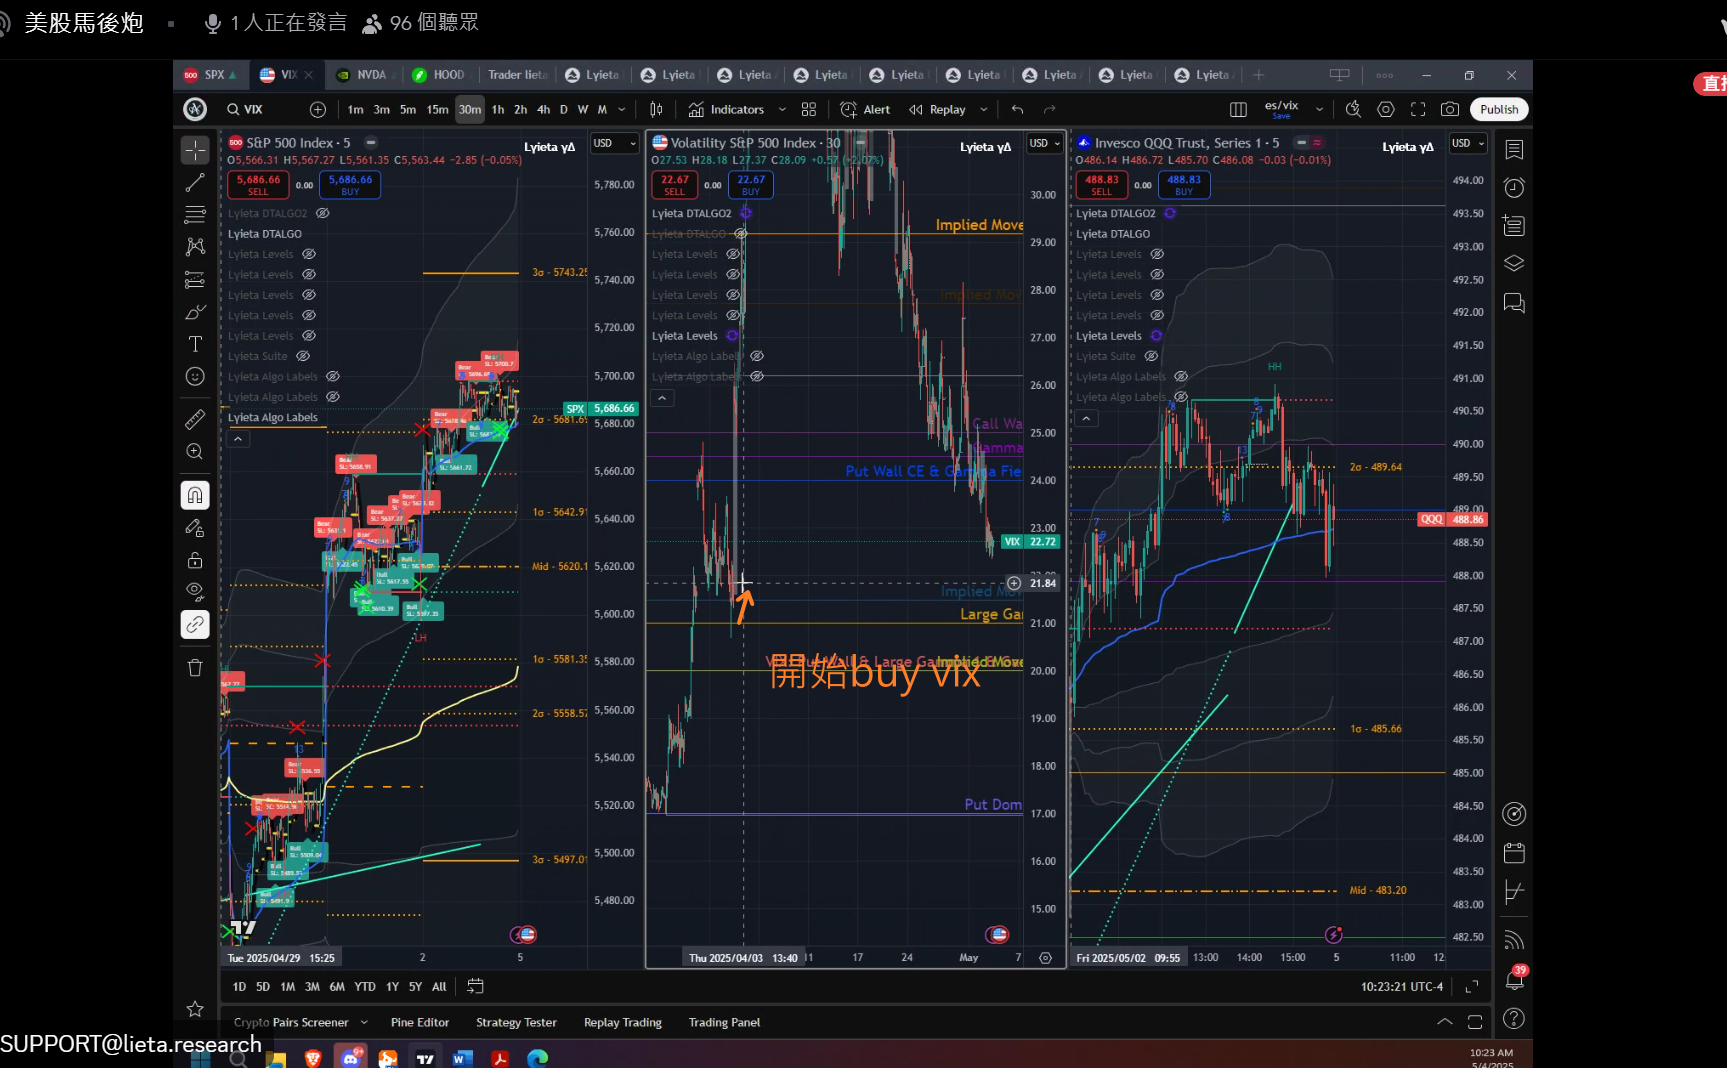 美股馬後炮
1 人正在發言
96 個聽眾
直
SPX
VIX
NVDA
HOOD
Trader lieta
Lyieta
Lyieta
Lyieta
Lyieta
Lyieta
Lyieta
Lyieta
Lyieta
Lyieta
VIX
1m 3m 5m 15m 30m 1h 2h 4h D W M
Indicators
Alert
Replay
es/vix
Save
Publish
S&P 500 Index · 5
O5,566.31 H5,567.27 L5,561.35 C5,563.44 -2.85 (-0.05%)
Lyieta γΔ
USD
5,686.66
SELL
0.00
5,686.66
BUY
Lyieta DTALGO2
Lyieta DTALGO
Lyieta Levels
Lyieta Levels
Lyieta Levels
Lyieta Levels
Lyieta Levels
Lyieta Suite
Lyieta Algo Labels
Lyieta Algo Labels
Lyieta Algo Labels
3σ - 5743.25
2σ - 5681.69
1σ - 5642.91
Mid - 5620.1
1σ - 5581.35
2σ - 5558.57
3σ - 5497.01
LH
5,780.00
5,760.00
5,740.00
5,720.00
5,700.00
SPX 5,686.66
5,680.00
5,660.00
5,640.00
5,620.00
5,600.00
5,580.00
5,560.00
5,540.00
5,520.00
5,500.00
5,480.00
Tue 2025/04/29 15:25
2
5
Volatility S&P 500 Index · 30
O27.53 H28.18 L27.37 C28.09 +0.57 (+2.07%)
Lyieta γΔ
USD
22.67
SELL
0.00
22.67
BUY
Lyieta DTALGO2
Lyieta DTALGO
Lyieta Levels
Lyieta Levels
Lyieta Levels
Lyieta Levels
Lyieta Levels
Lyieta Algo Label
Lyieta Algo Label
Implied Move
Implied Mov
Call Wa
Gamma
Put Wall CE & Gamma Fie
Implied Mo
Large Ga
開始buy vix
Put Dom
30.00
29.00
28.00
27.00
26.00
25.00
24.00
23.00
VIX 22.72
21.84
21.00
20.00
19.00
18.00
17.00
16.00
15.00
Thu 2025/04/03 13:40
11
17
24
May
7
Invesco QQQ Trust, Series 1 · 5
O486.14 H486.72 L485.70 C486.08 -0.03 (-0.01%)
Lyieta γΔ
USD
488.83
SELL
0.00
488.83
BUY
Lyieta DTALGO2
Lyieta DTALGO
Lyieta Levels
Lyieta Levels
Lyieta Levels
Lyieta Levels
Lyieta Levels
Lyieta Suite
Lyieta Algo Labels
Lyieta Algo Labels
HH
2σ - 489.64
1σ - 485.66
Mid - 483.20
494.00
493.50
493.00
492.50
492.00
491.50
491.00
490.50
490.00
489.50
489.00
QQQ 488.86
488.50
488.00
487.50
487.00
486.50
486.00
485.50
485.00
484.50
484.00
483.50
483.00
482.50
Fri 2025/05/02 09:55
13:00
14:00
15:00
5
11:00
12
1D 5D 1M 3M 6M YTD 1Y 5Y All
10:23:21 UTC-4
39
Crypto Pairs Screener
Pine Editor
Strategy Tester
Replay Trading
Trading Panel
SUPPORT@lieta.research
10:23 AM
5/4/2025